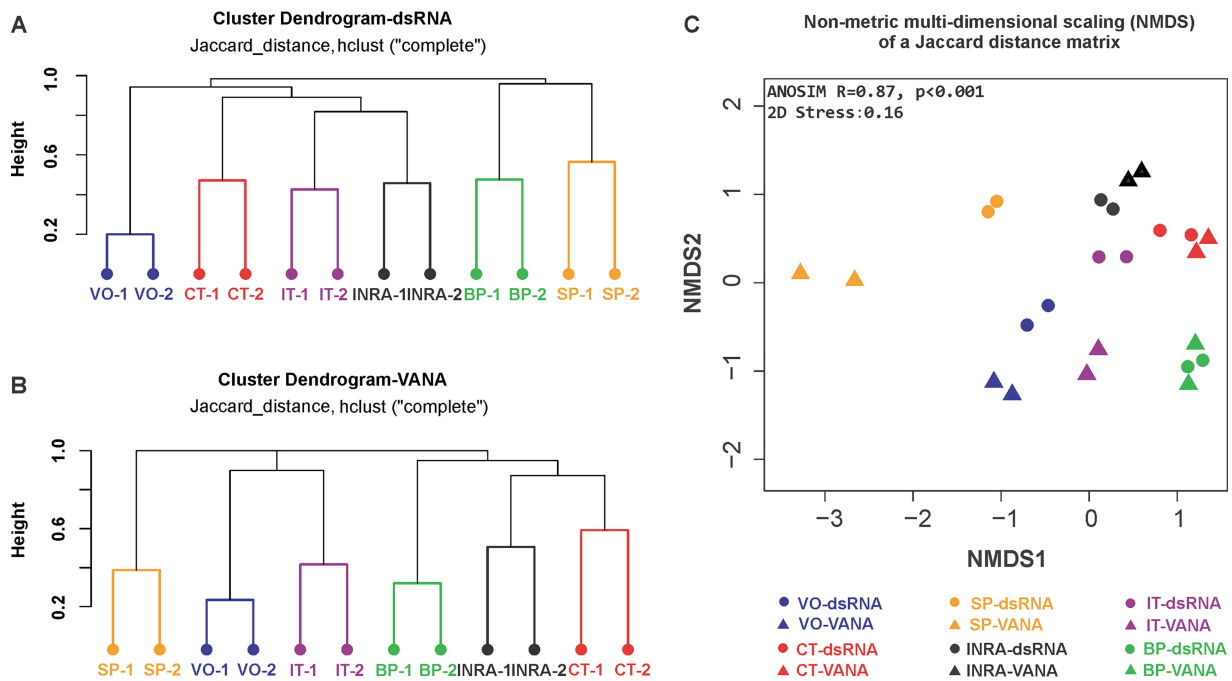 A
Cluster Dendrogram-dsRNA
Jaccard_distance, hclust ("complete")
Height
1.0
0.6
0.2
VO-1 VO-2 CT-1 CT-2 IT-1 IT-2 INRA-1 INRA-2 BP-1 BP-2 SP-1 SP-2
B
Cluster Dendrogram-VANA
Jaccard_distance, hclust ("complete")
Height
1.0
0.6
0.2
SP-1 SP-2 VO-1 VO-2 IT-1 IT-2 BP-1 BP-2 INRA-1 INRA-2 CT-1 CT-2
C
Non-metric multi-dimensional scaling (NMDS)
of a Jaccard distance matrix
ANOSIM R=0.87, p<0.001
2D Stress:0.16
NMDS2
2
1
0
−1
−2
−3 −2 −1 0 1
NMDS1
VO-dsRNA SP-dsRNA IT-dsRNA
VO-VANA SP-VANA IT-VANA
CT-dsRNA INRA-dsRNA BP-dsRNA
CT-VANA INRA-VANA BP-VANA